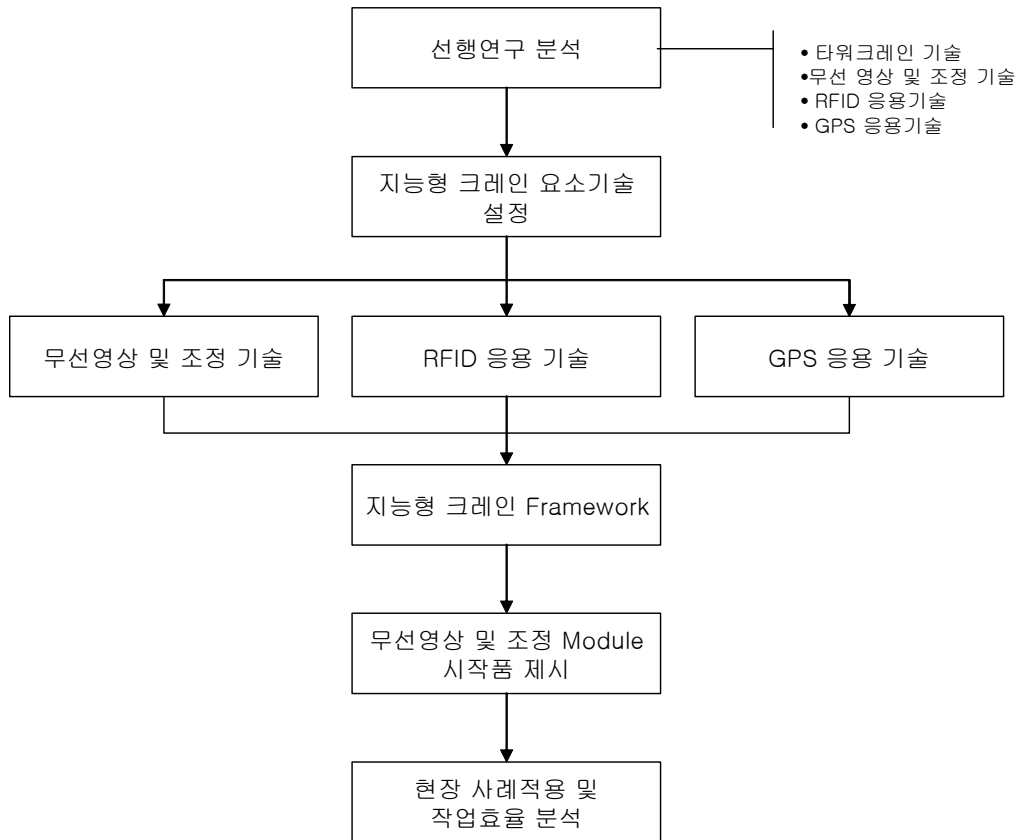 선행연구 분석
• 타워크레인 기술
•무선 영상 및 조정 기술
• RFID 응용기술
• GPS 응용기술
지능형 크레인 요소기술
설정
무선영상 및 조정 기술
RFID 응용 기술
GPS 응용 기술
지능형 크레인 Framework
무선영상 및 조정 Module
시작품 제시
현장 사례적용 및
작업효율 분석